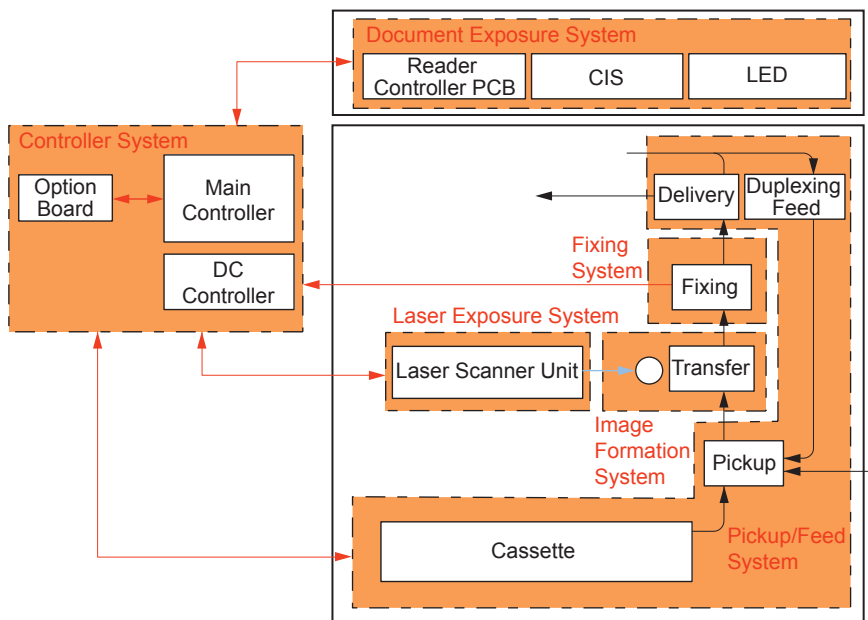 Document Exposure System
Reader
Controller PCB
CIS
LED
Controller System
Option
Board
Main
Controller
DC
Controller
Delivery
Duplexing
Feed
Fixing
System
Fixing
Laser Exposure System
Laser Scanner Unit
Transfer
Image
Formation
System
Pickup
Cassette
Pickup/Feed
System